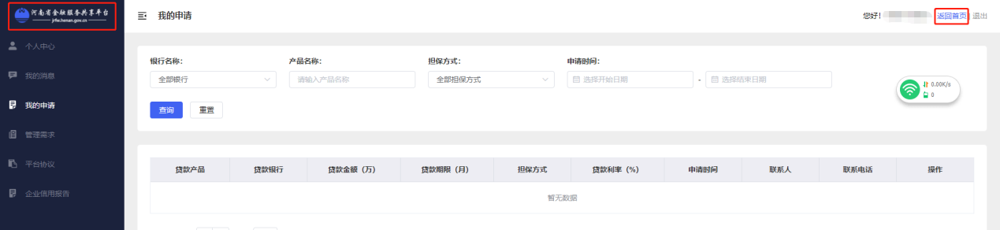 河南省金融服务共享平台
jrfw.henan.gov.cn
我的申请
您好!
返回首页
退出
个人中心
我的消息
我的申请
管理需求
平台协议
企业信用报告
银行名称: 产品名称: 担保方式: 申请时间:
全部银行 请输入产品名称 全部担保方式 选择开始日期 - 选择结束日期
查询 重置
0.00K/s
0
贷款产品 贷款银行 贷款金额（万） 贷款期限（月） 担保方式 贷款利率（%） 申请时间 联系人 联系电话 操作
暂无数据